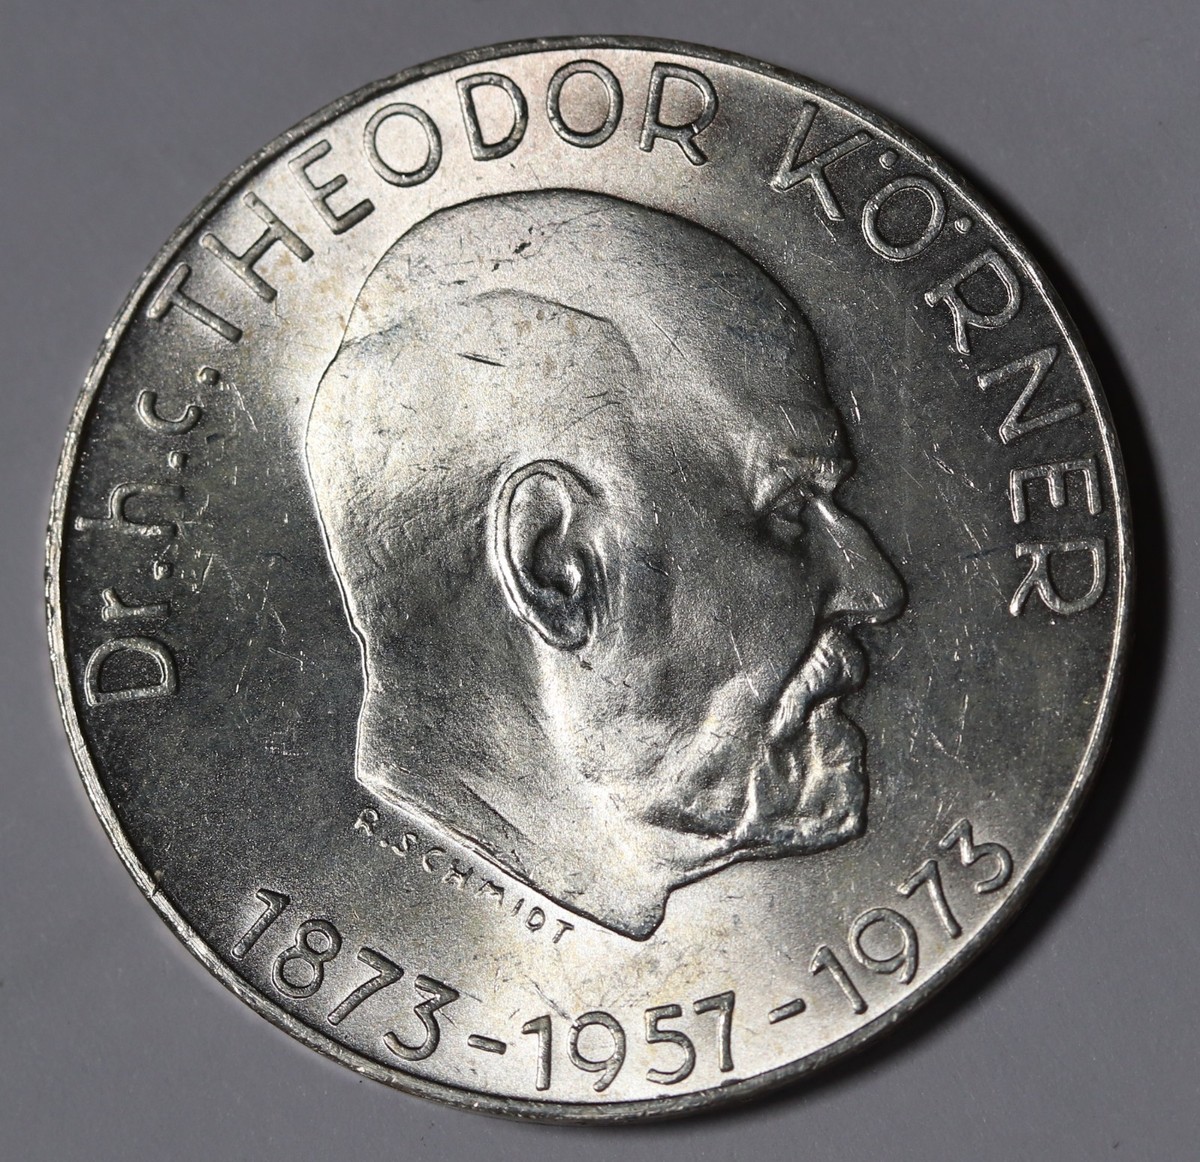 Dr.h.c. THEODOR KÖRNER
R.SCHMIDT
1873-1957-1973